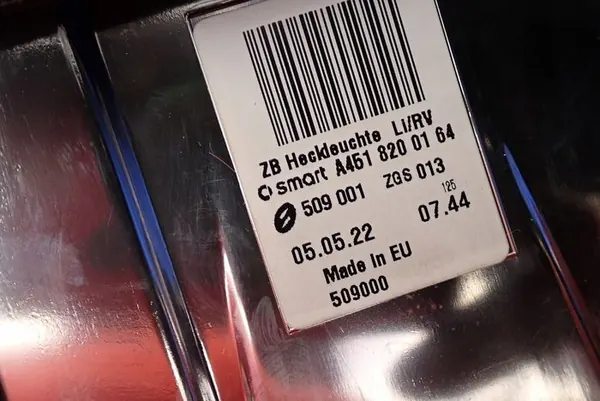 ZB Heckleuchte LI/RV
smart A451 820 01 64
509 001 ZGS 013
125
05.05.22 07.44
Made in EU
509000